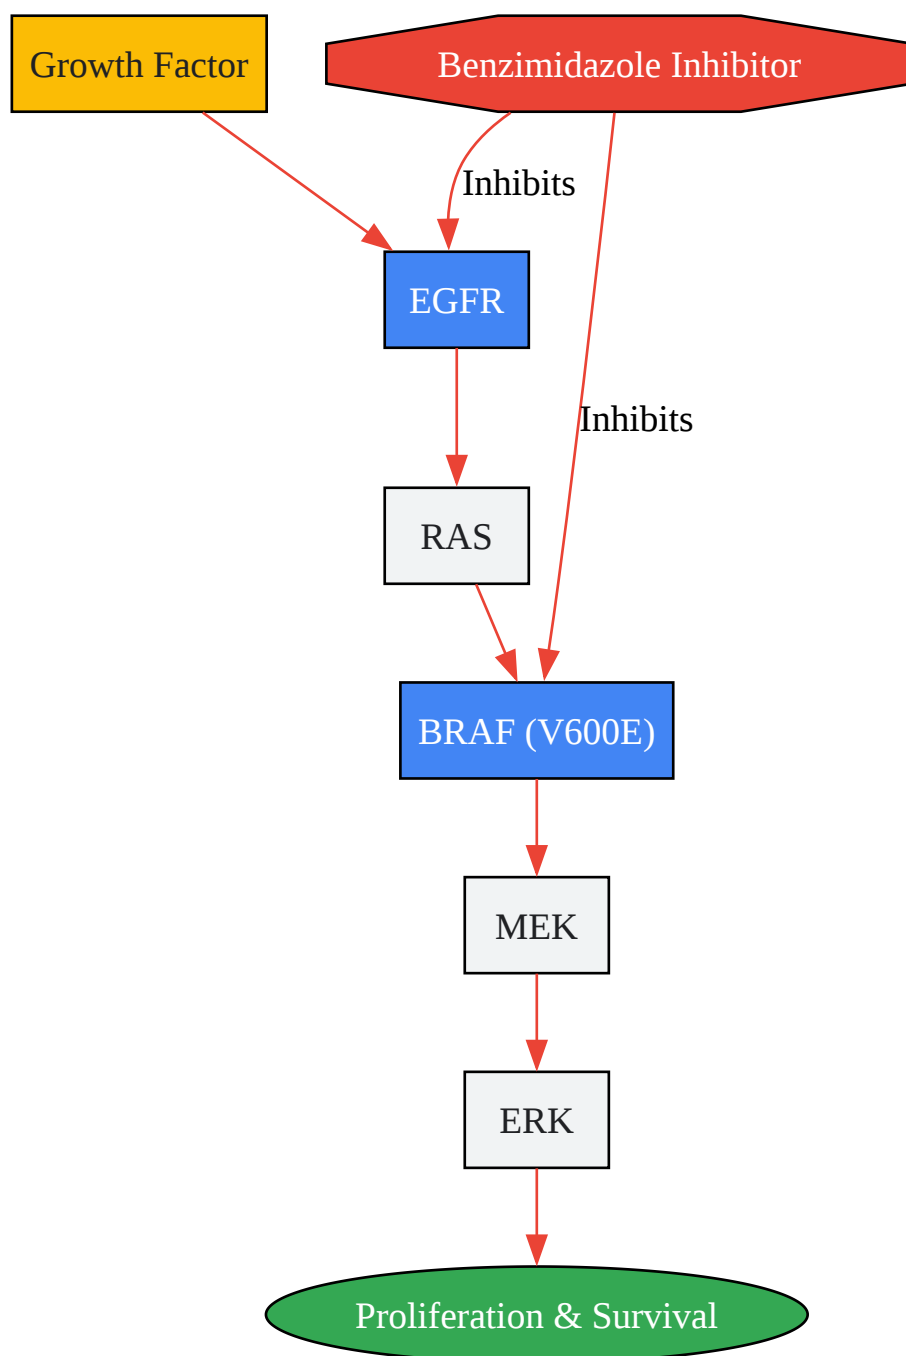 Growth Factor
Benzimidazole Inhibitor
Inhibits
EGFR
Inhibits
RAS
BRAF (V600E)
MEK
ERK
Proliferation & Survival